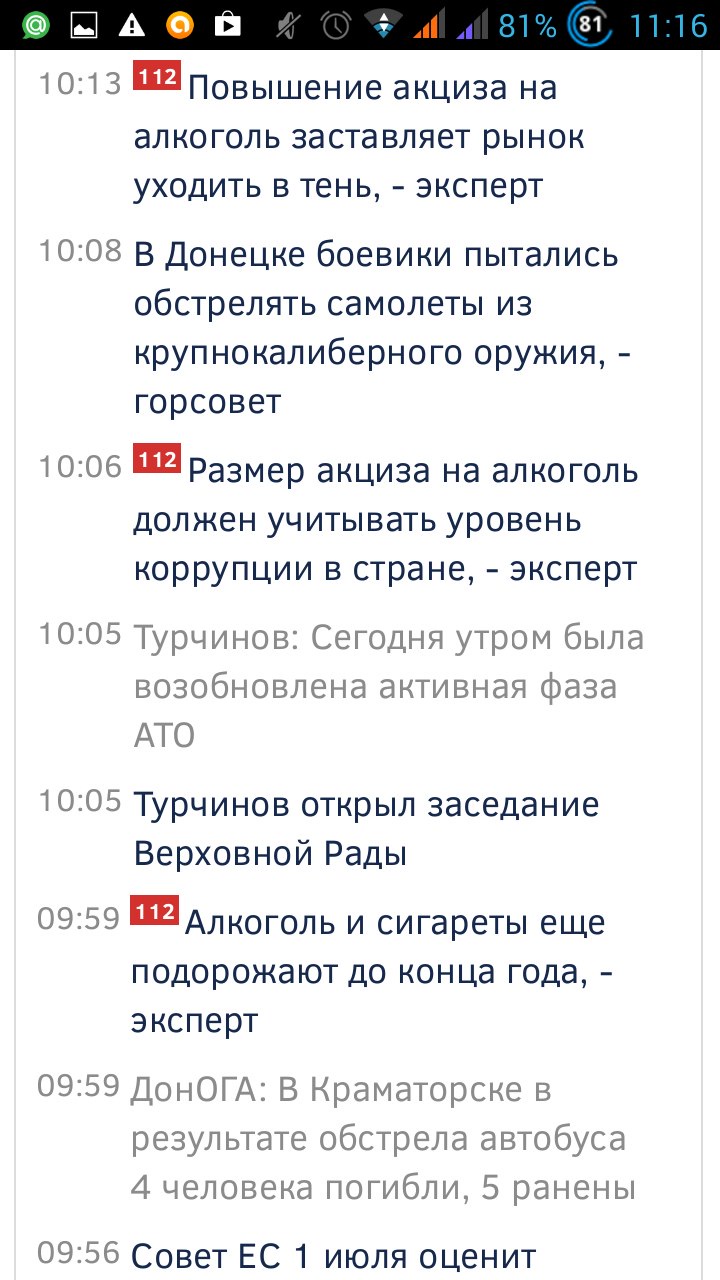 81% 81 11:16
10:13 112 Повышение акциза на
алкоголь заставляет рынок
уходить в тень, - эксперт
10:08 В Донецке боевики пытались
обстрелять самолеты из
крупнокалиберного оружия, -
горсовет
10:06 112 Размер акциза на алкоголь
должен учитывать уровень
коррупции в стране, - эксперт
10:05 Турчинов: Сегодня утром была
возобновлена активная фаза
АТО
10:05 Турчинов открыл заседание
Верховной Рады
09:59 112 Алкоголь и сигареты еще
подорожают до конца года, -
эксперт
09:59 ДонОГА: В Краматорске в
результате обстрела автобуса
4 человека погибли, 5 ранены
09:56 Совет ЕС 1 июля оценит